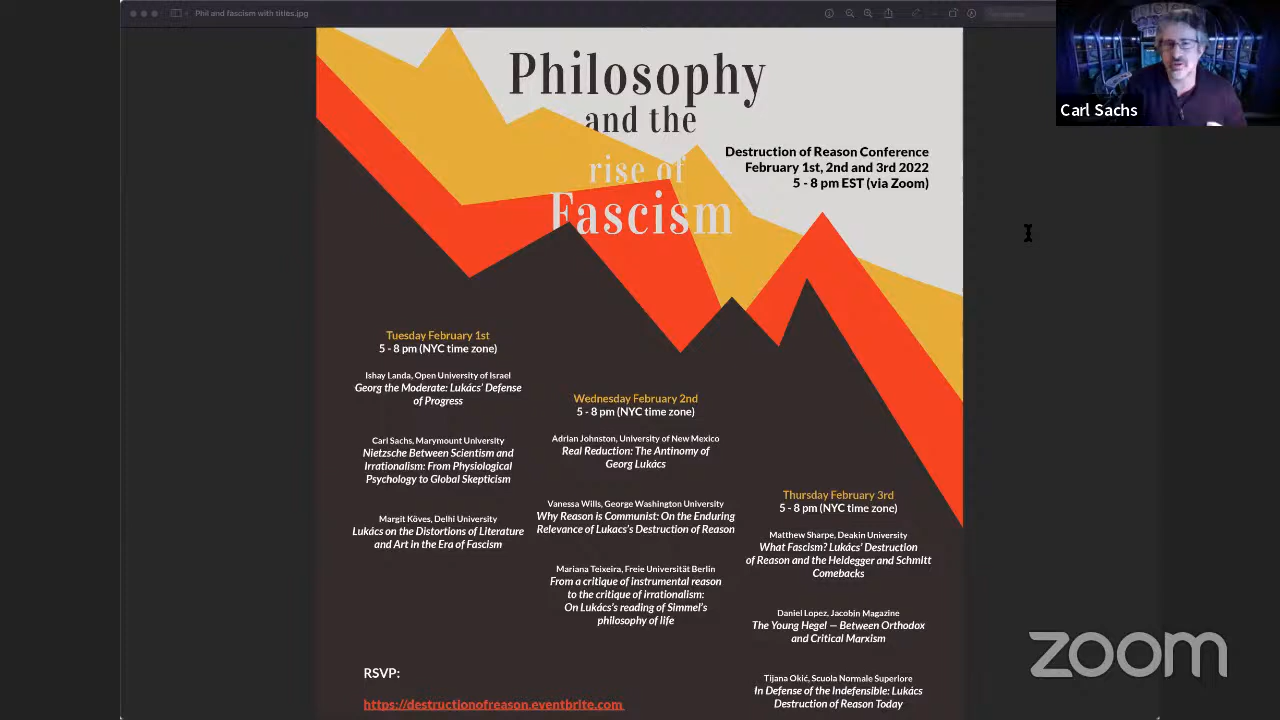 Phil and fascism with titles.jpg
Carl Sachs
Philosophy
and the
rise of
Fascism
Destruction of Reason Conference
February 1st, 2nd and 3rd 2022
5 - 8 pm EST (via Zoom)
Tuesday February 1st
5 - 8 pm (NYC time zone)
Ishay Landa, Open University of Israel
Georg the Moderate: Lukács' Defense
of Progress
Carl Sachs, Marymount University
Nietzsche Between Scientism and
Irrationalism: From Physiological
Psychology to Global Skepticism
Margit Köves, Delhi University
Lukács on the Distortions of Literature
and Art in the Era of Fascism
Wednesday February 2nd
5 - 8 pm (NYC time zone)
Adrian Johnston, University of New Mexico
Real Reduction: The Antinomy of
Georg Lukács
Vanessa Wills, George Washington University
Why Reason is Communist: On the Enduring
Relevance of Lukacs's Destruction of Reason
Mariana Teixeira, Freie Universität Berlin
From a critique of instrumental reason
to the critique of irrationalism:
On Lukács's reading of Simmel's
philosophy of life
Thursday February 3rd
5 - 8 pm (NYC time zone)
Matthew Sharpe, Deakin University
What Fascism? Lukács' Destruction
of Reason and the Heidegger and Schmitt
Comebacks
Daniel Lopez, Jacobin Magazine
The Young Hegel — Between Orthodox
and Critical Marxism
Tijana Okić, Scuola Normale Superiore
In Defense of the Indefensible: Lukács
Destruction of Reason Today
RSVP:
https://destructionofreason.eventbrite.com
zoom